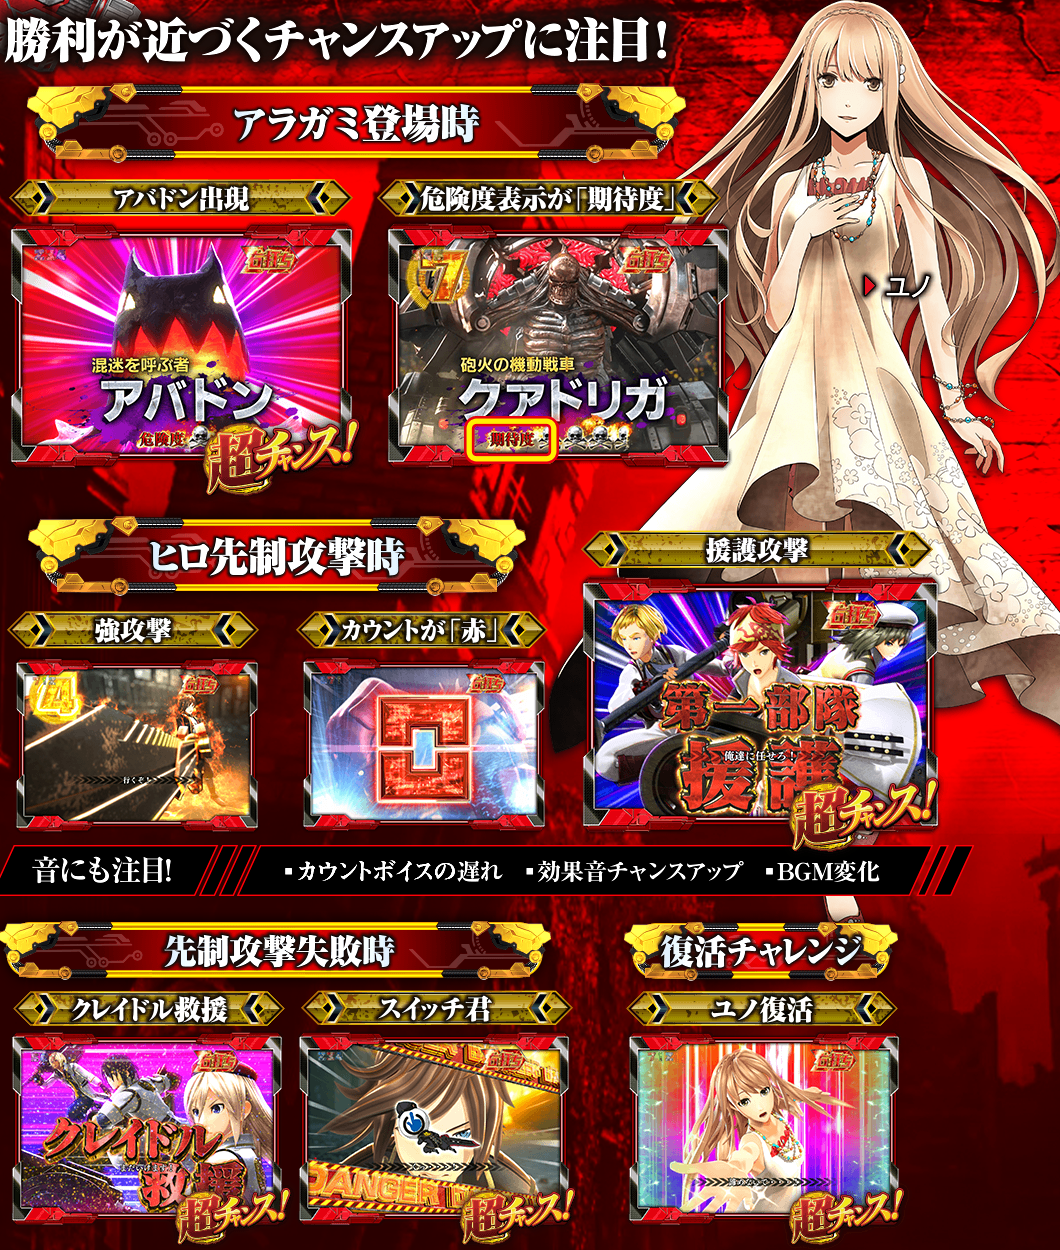 勝利が近づくチャンスアップに注目!
アラガミ登場時
アバドン出現
危険度表示が「期待度」
7
混迷を呼ぶ者
アバドン
危険度
超チャンス!
砲火の機動戦車
クアドリガ
期待度
ユノ
ヒロ先制攻撃時
強攻撃
カウントが「赤」
援護攻撃
行くぞ
0
第一部隊
俺達に任せろ!
援護
超チャンス!
音にも注目!
▪カウントボイスの遅れ ▪効果音チャンスアップ ▪BGM変化
先制攻撃失敗時
クレイドル救援
スイッチ君
クレイドル
救援
超チャンス!
DANGER
超チャンス!
復活チャレンジ
ユノ復活
超チャンス!